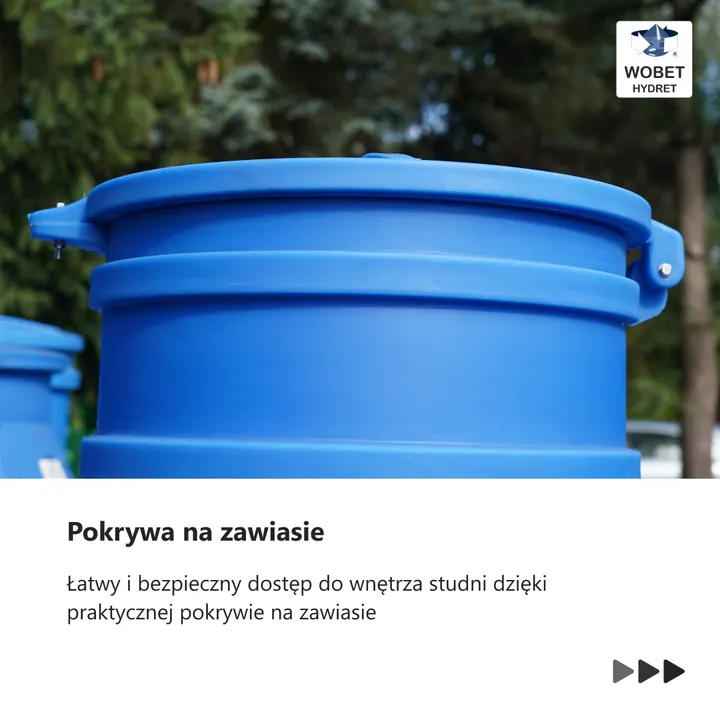 WOBET
HYDRET
Pokrywa na zawiasie
Łatwy i bezpieczny dostęp do wnętrza studni dzięki
praktycznej pokrywie na zawiasie